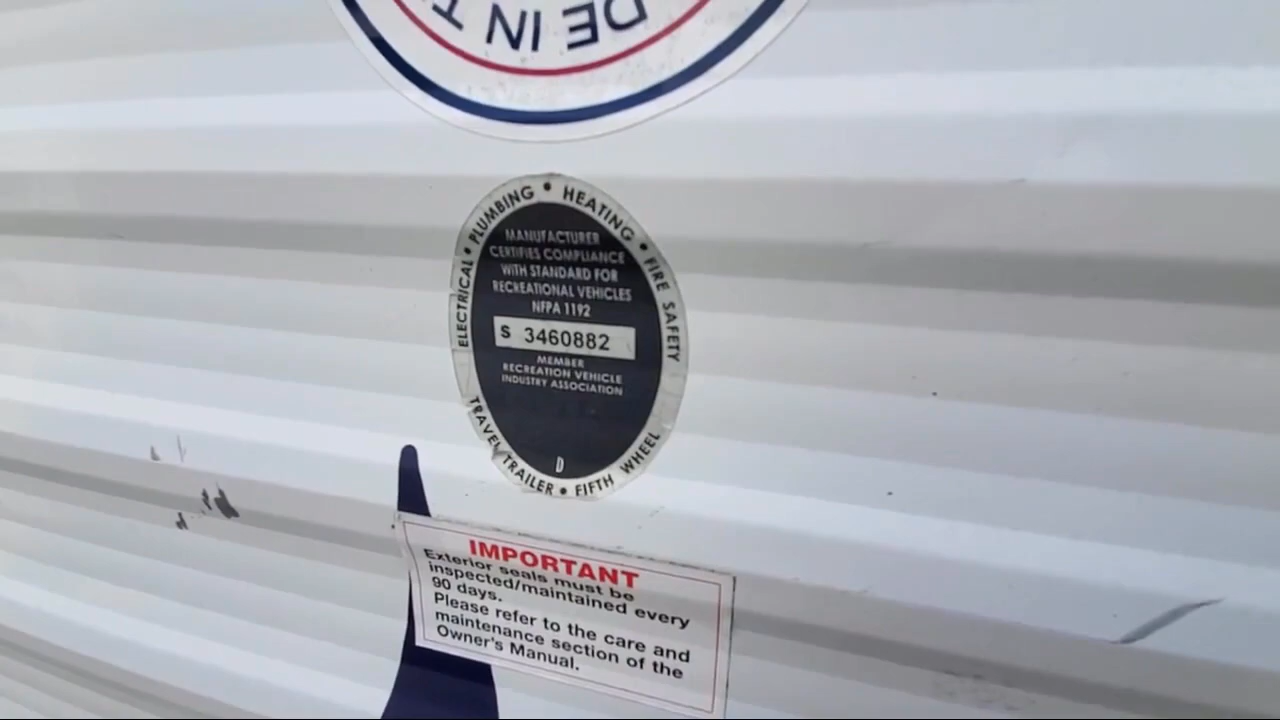 DE IN T
ELECTRICAL • PLUMBING • HEATING • FIRE SAFETY
MANUFACTURER
CERTIFIES COMPLIANCE
WITH STANDARD FOR
RECREATIONAL VEHICLES
NFPA 1192
S 3460882
MEMBER
RECREATION VEHICLE
INDUSTRY ASSOCIATION
D
TRAVEL TRAILER • FIFTH WHEEL
IMPORTANT
Exterior seals must be
inspected/maintained every
90 days.
Please refer to the care and
maintenance section of the
Owner's Manual.